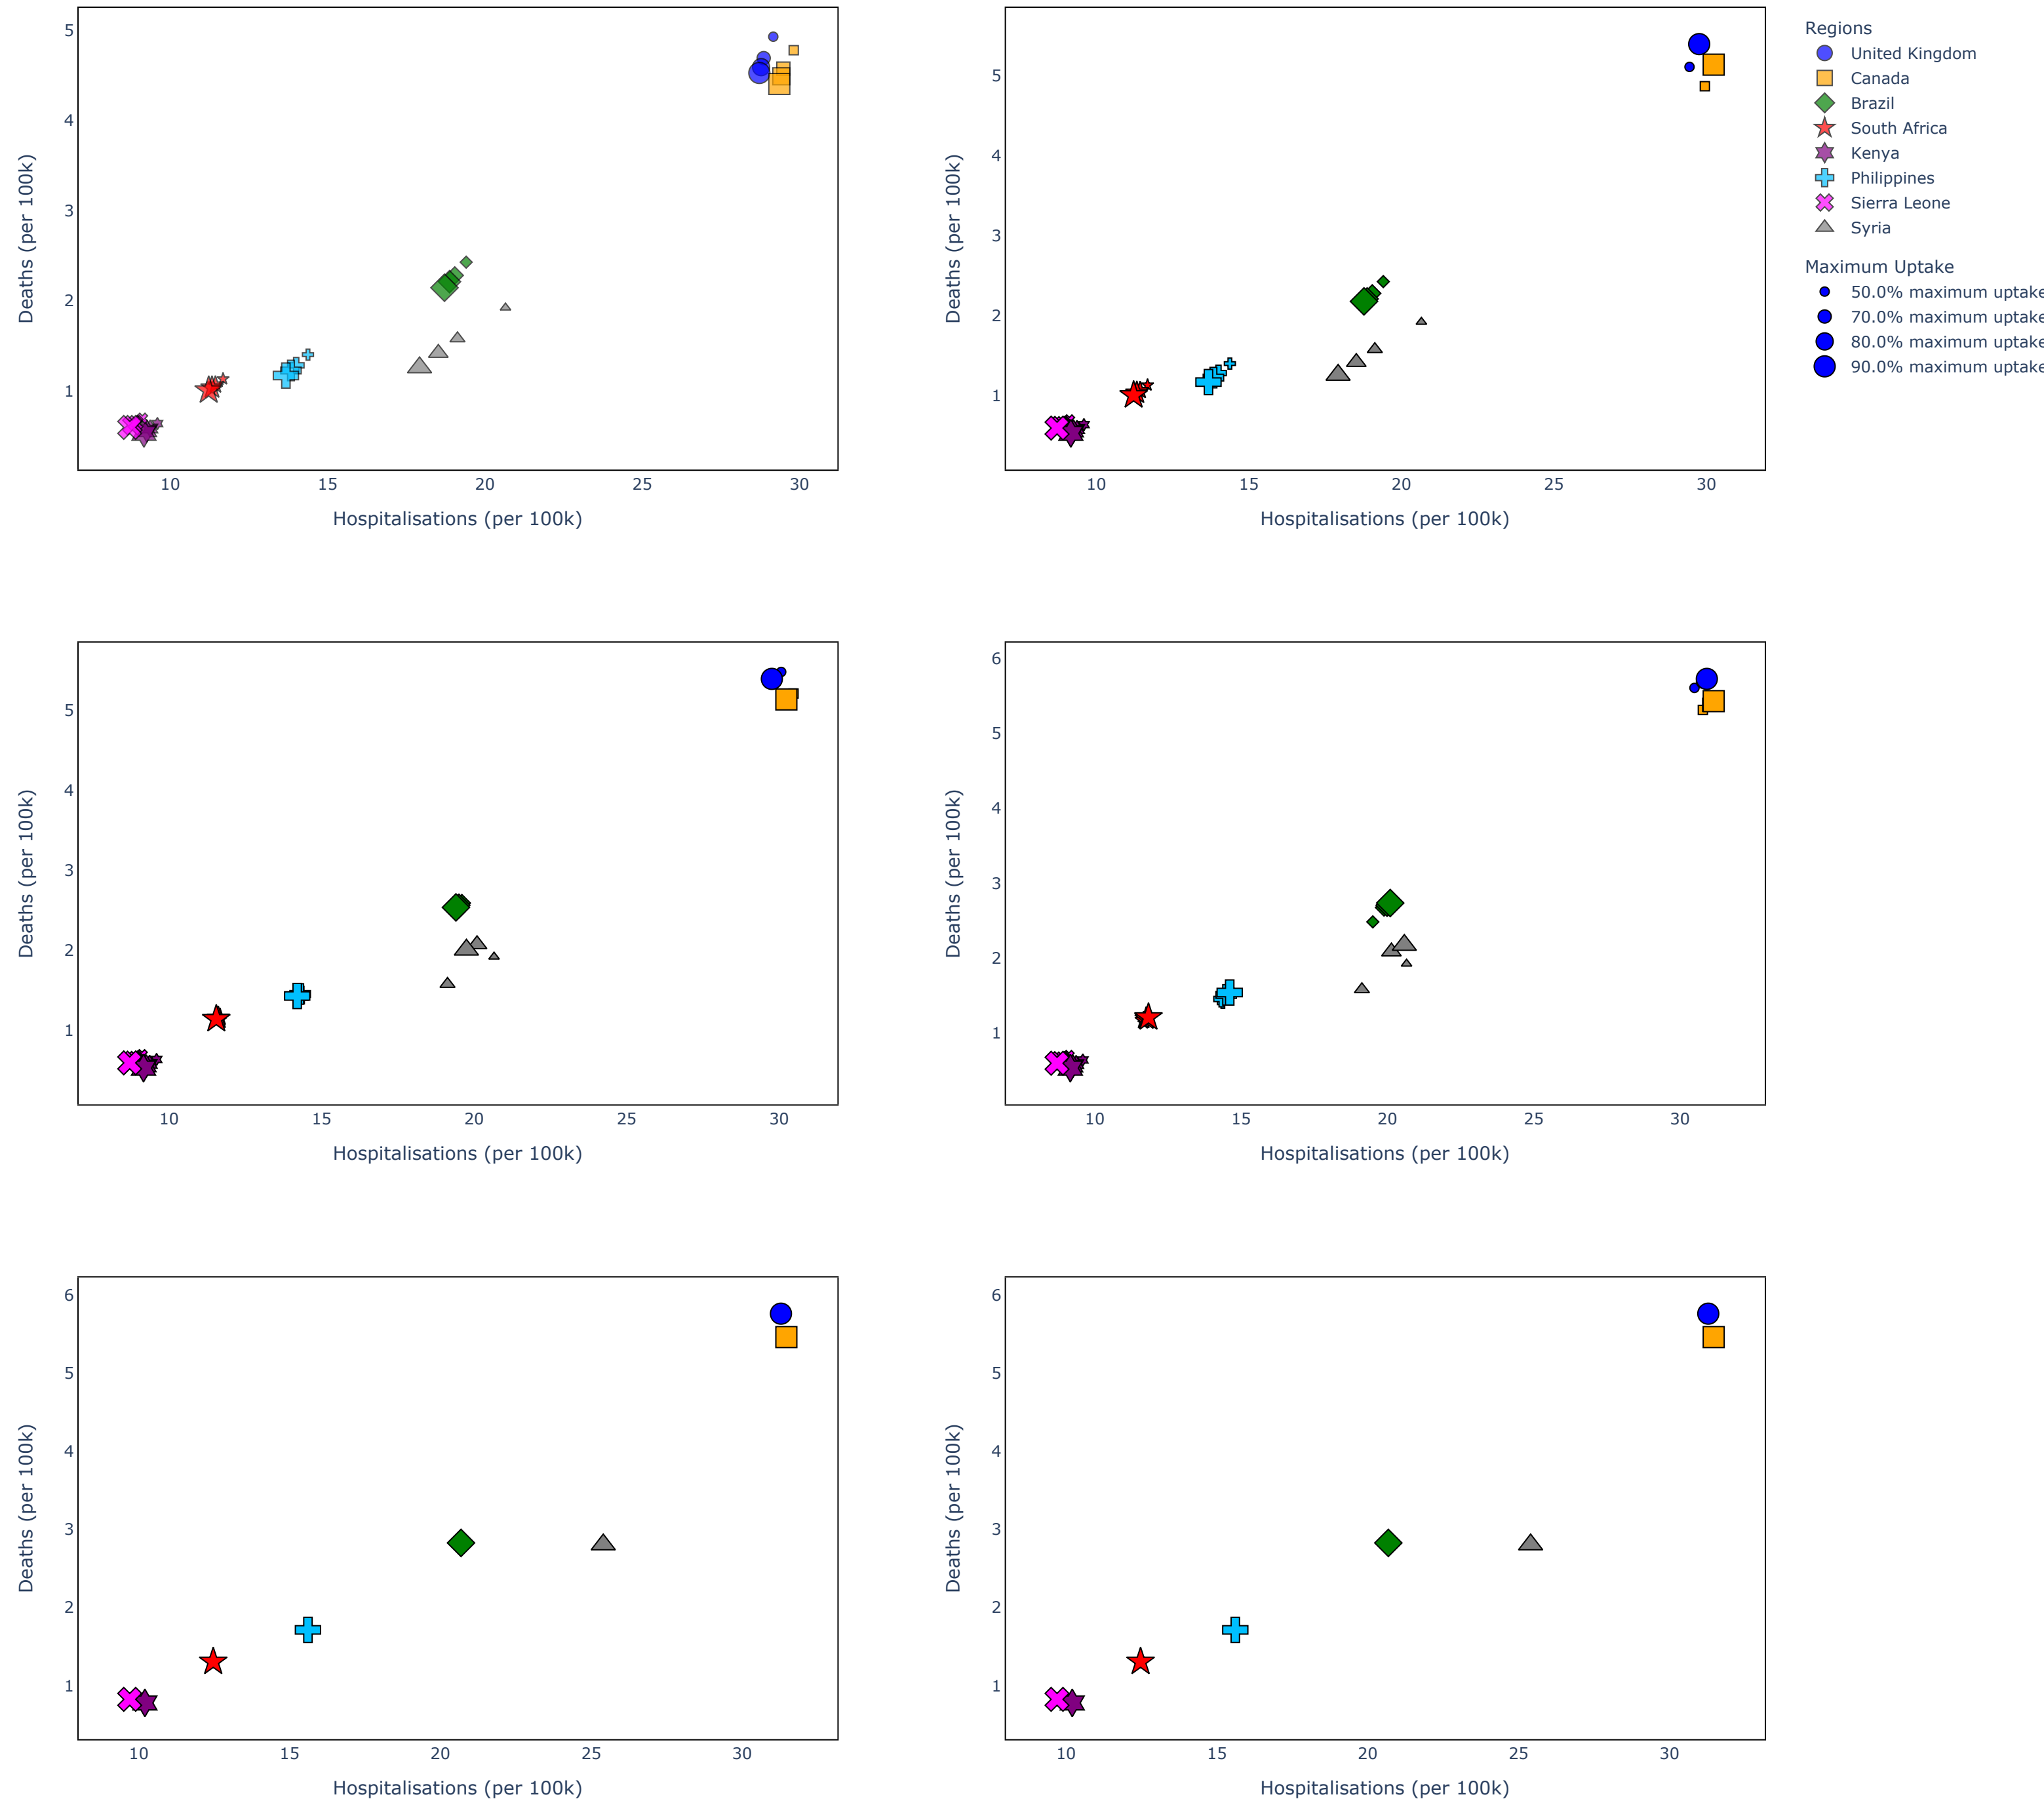 5
4
3
2
1
Deaths (per 100k)
10 15 20 25 30
Hospitalisations (per 100k)
5
4
3
2
1
Deaths (per 100k)
10 15 20 25 30
Hospitalisations (per 100k)
Regions
United Kingdom
Canada
Brazil
South Africa
Kenya
Philippines
Sierra Leone
Syria
Maximum Uptake
50.0% maximum uptake
70.0% maximum uptake
80.0% maximum uptake
90.0% maximum uptake
5
4
3
2
1
Deaths (per 100k)
10 15 20 25 30
Hospitalisations (per 100k)
6
5
4
3
2
1
Deaths (per 100k)
10 15 20 25 30
Hospitalisations (per 100k)
6
5
4
3
2
1
Deaths (per 100k)
10 15 20 25 30
Hospitalisations (per 100k)
6
5
4
3
2
1
Deaths (per 100k)
10 15 20 25 30
Hospitalisations (per 100k)